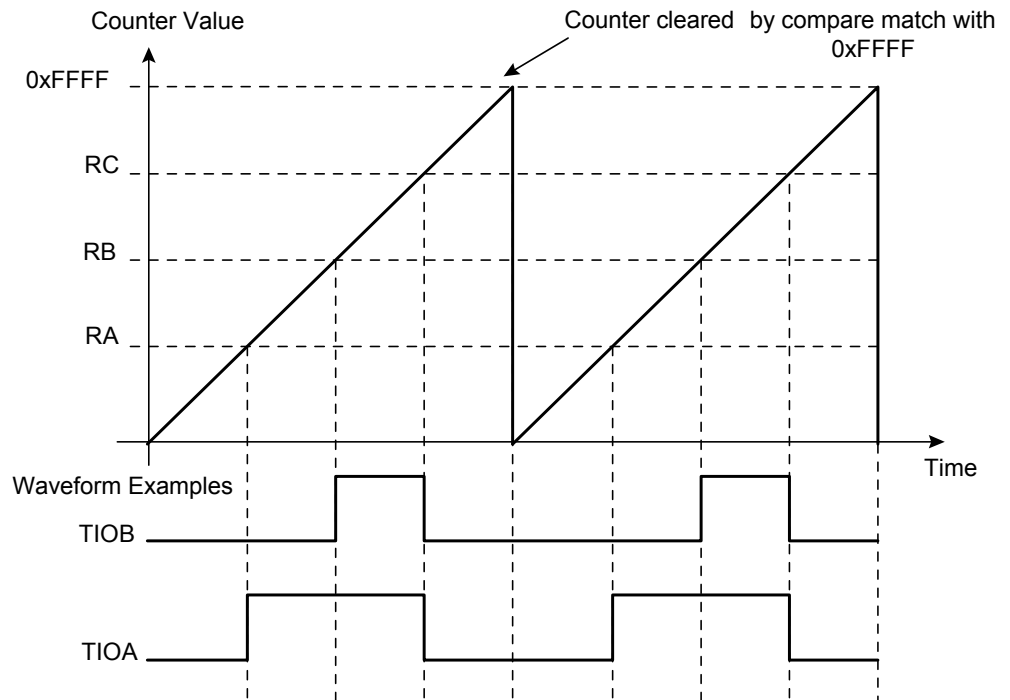 Counter Value
Counter cleared by compare match with
0xFFFF
0xFFFF
RC
RB
RA
Time
Waveform Examples
TIOB
TIOA